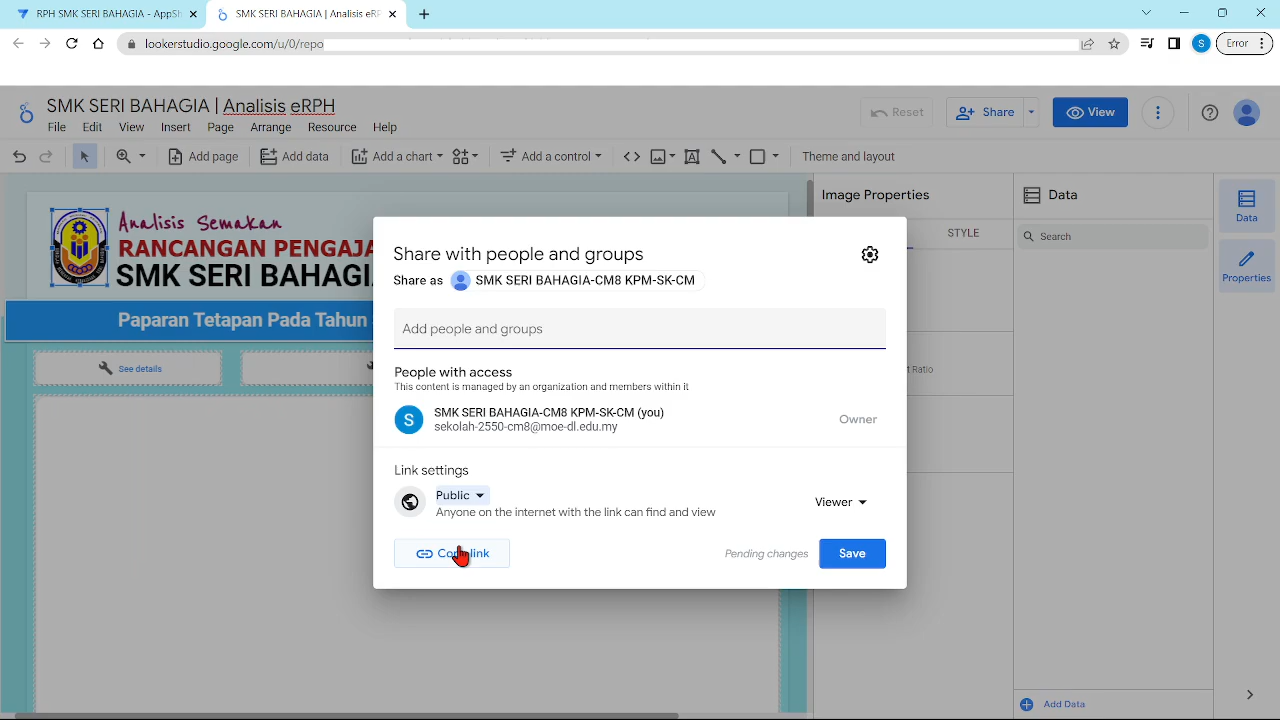 RPH SMK SERI BAHAGIA - AppSh
SMK SERI BAHAGIA | Analisis eRP
lookerstudio.google.com/u/0/repo
S
Error
SMK SERI BAHAGIA | Analisis eRPH
Reset
Share
View
File Edit View Insert Page Arrange Resource Help
Add page
Add data
Add a chart
Add a control
Theme and layout
Analisis Semakan
RANCANGAN PENGAJA
SMK SERI BAHAGI
Paparan Tetapan Pada Tahun
See details
Image Properties
STYLE
Ratio
Data
Search
Data
Properties
Add Data
Share with people and groups
Share as SMK SERI BAHAGIA-CM8 KPM-SK-CM
Add people and groups
People with access
This content is managed by an organization and members within it
S
SMK SERI BAHAGIA-CM8 KPM-SK-CM (you)
sekolah-2550-cm8@moe-dl.edu.my
Owner
Link settings
Public
Anyone on the internet with the link can find and view
Viewer
link
Pending changes
Save